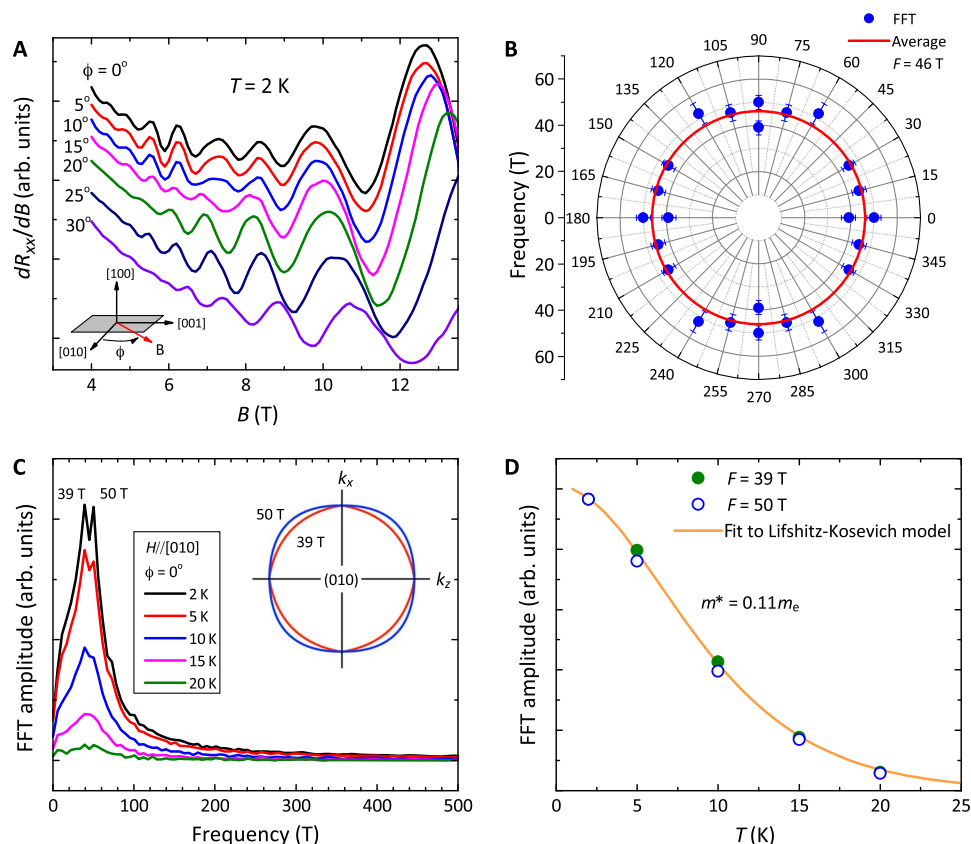 A
ϕ = 0°
5°
10°
15°
20°
25°
30°
T = 2 K
dRxx/dB (arb. units)
[100]
[001]
[010]
ϕ
B
4 6 8 10 12
B (T)
B
FFT
Average
F = 46 T
Frequency (T)
60
40
20
0
20
40
60
90
75
60
45
30
15
0
345
330
315
300
285
270
255
240
225
210
195
180
165
150
135
120
105
C
39 T 50 T
FFT amplitude (arb. units)
H//[010]
ϕ = 0°
2 K
5 K
10 K
15 K
20 K
kx
50 T
39 T
(010)
kz
0 100 200 300 400 500
Frequency (T)
D
F = 39 T
F = 50 T
Fit to Lifshitz-Kosevich model
m* = 0.11me
FFT amplitude (arb. units)
0 5 10 15 20 25
T (K)